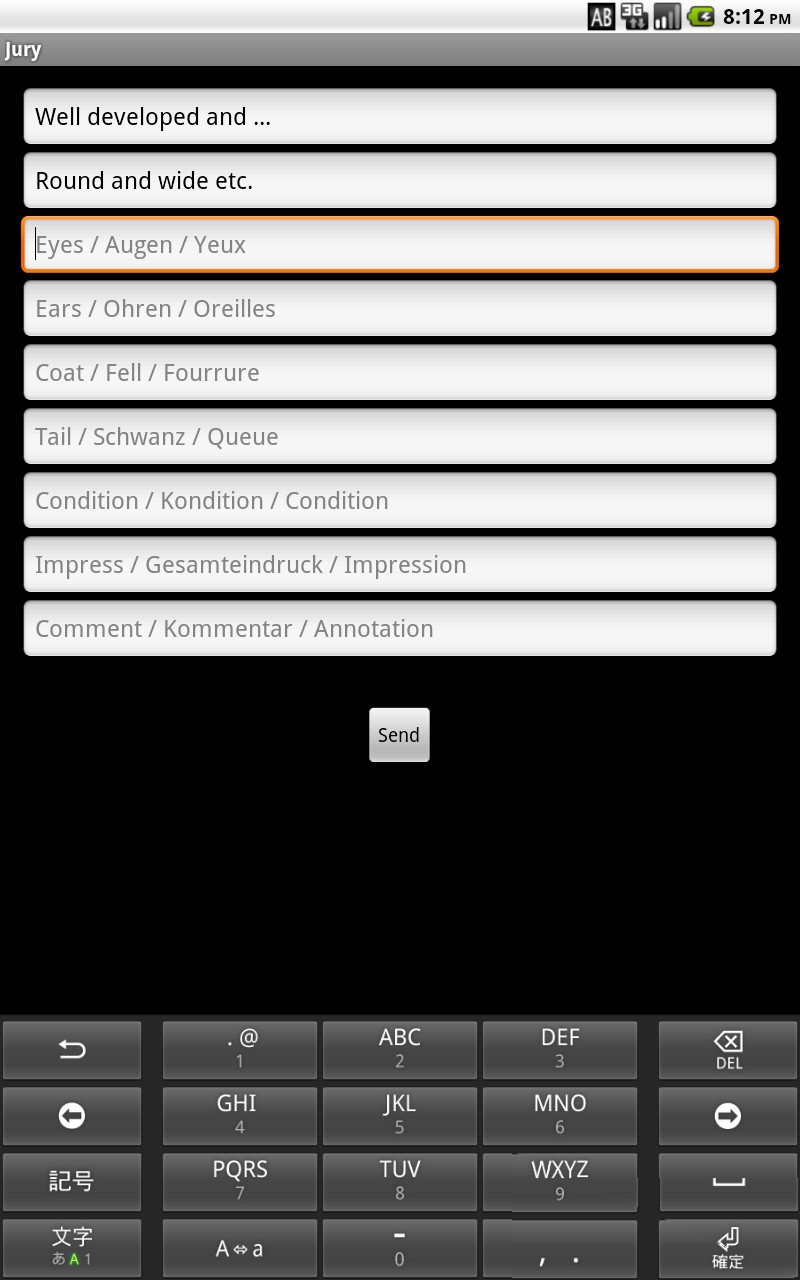 AB 3G 8:12 PM
Jury
Well developed and ...
Round and wide etc.
Eyes / Augen / Yeux
Ears / Ohren / Oreilles
Coat / Fell / Fourrure
Tail / Schwanz / Queue
Condition / Kondition / Condition
Impress / Gesamteindruck / Impression
Comment / Kommentar / Annotation
Send
. @ ABC DEF
1 2 3 DEL
GHI JKL MNO
4 5 6
記号 PQRS TUV WXYZ
7 8 9
文字 A⇔a - , .
あ A 1 0 確定